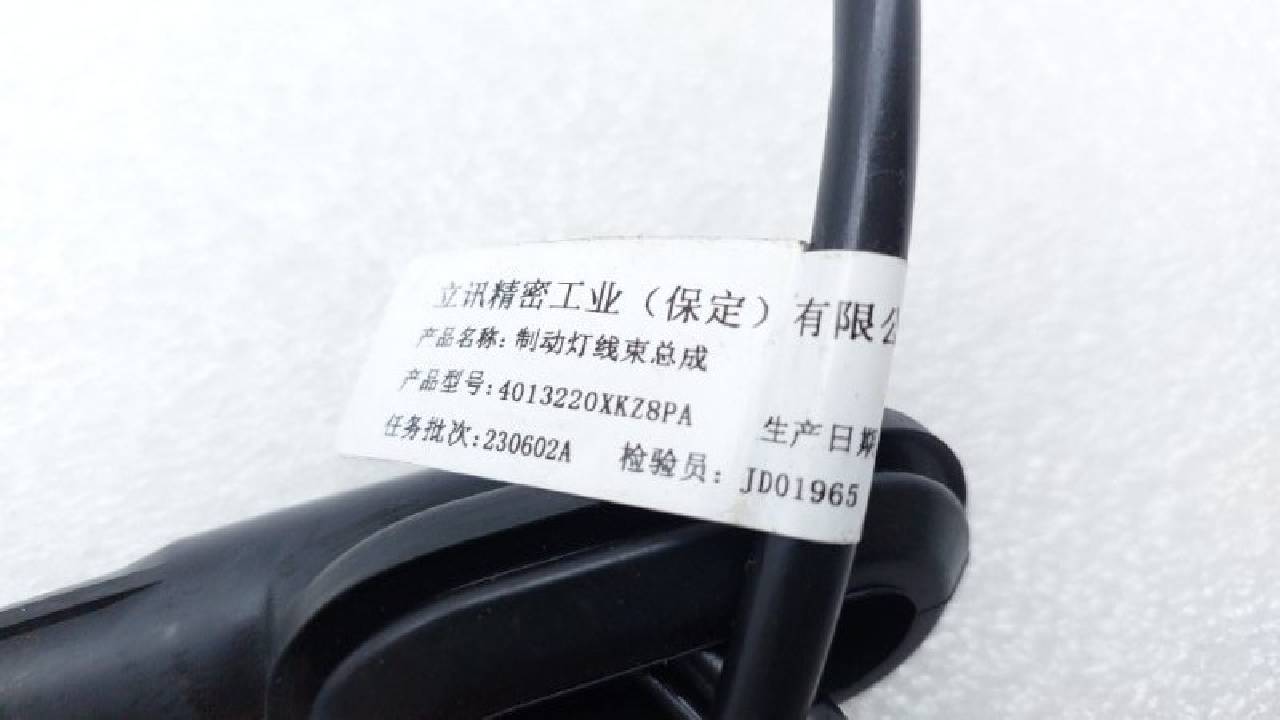 立讯精密工业（保定）有限公
产品名称:制动灯线束总成
产品型号:4013220XKZ8PA
生产日期
任务批次:230602A 检验员: JD01965